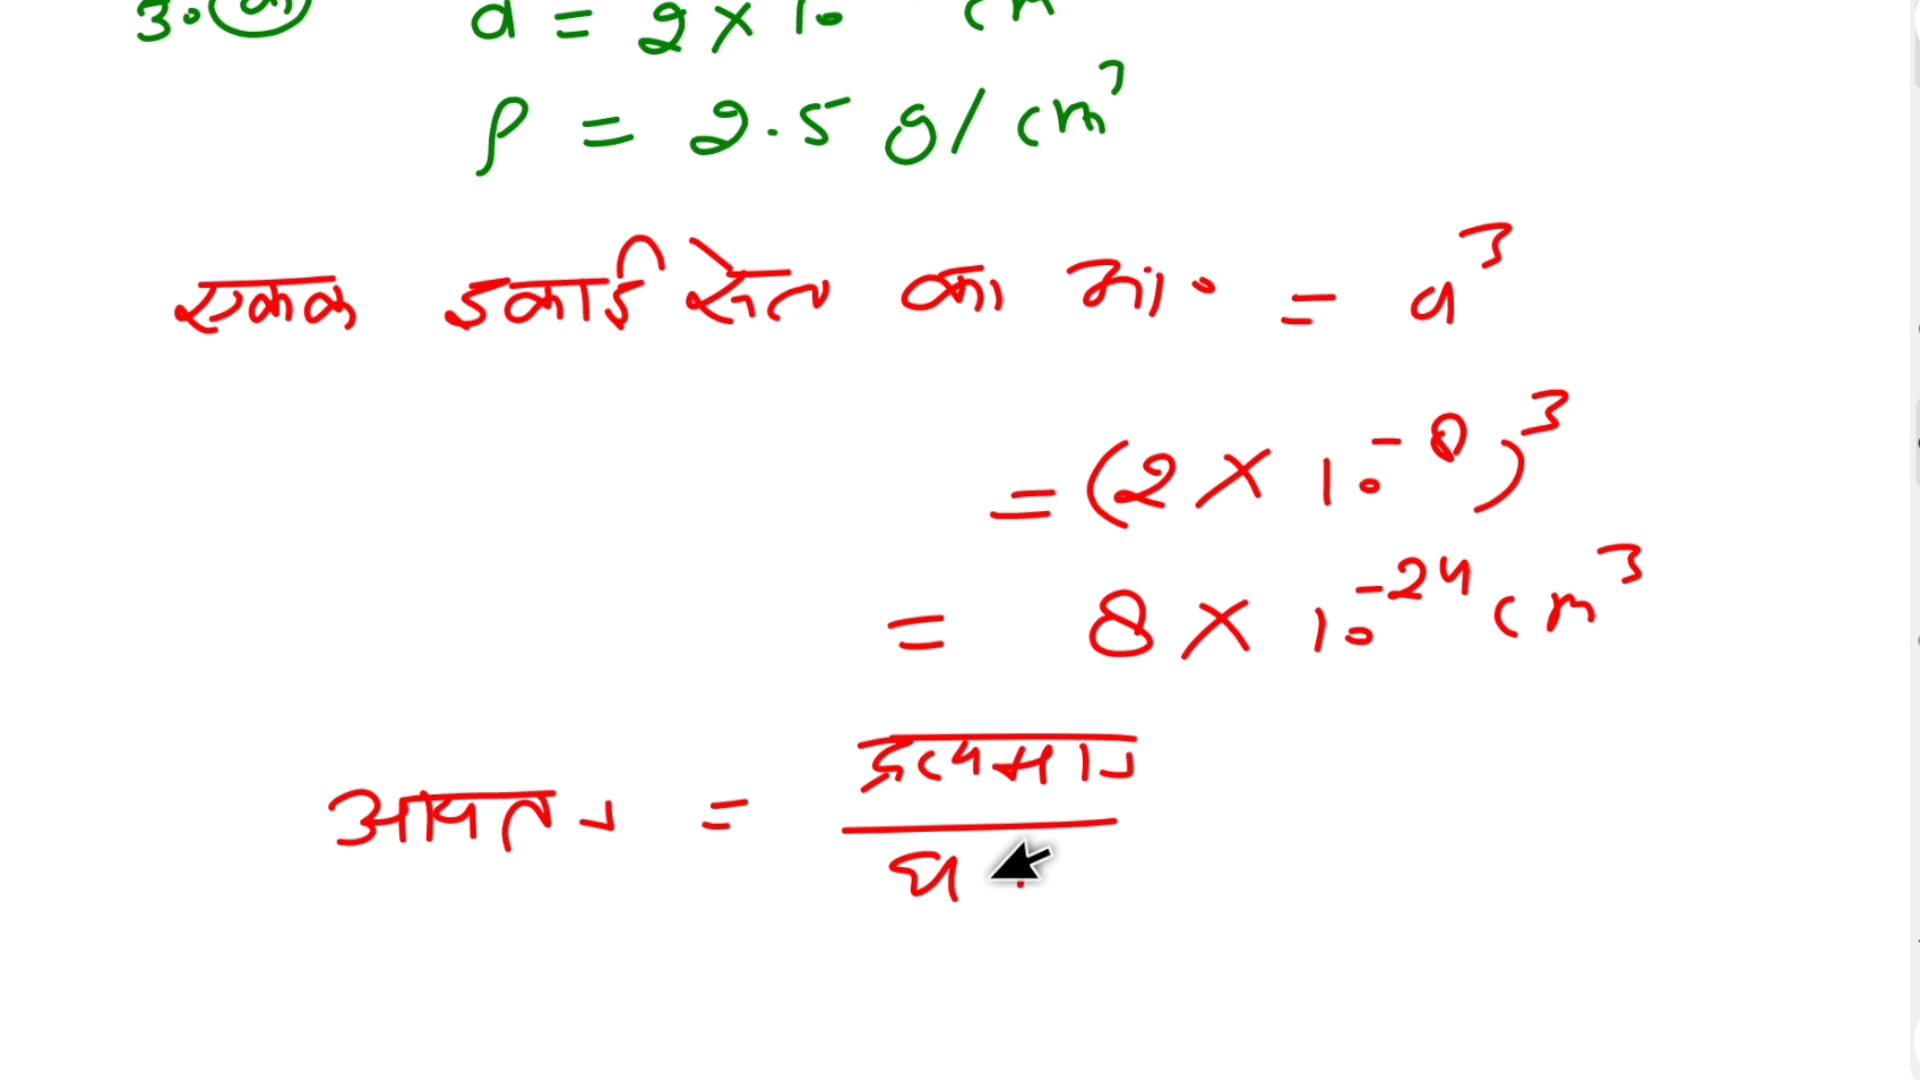 3. (अ) a = 2 × 10 cm
ρ = 2.5 g/cm³
एकक इकाई सेल का आ॰ = a³
= (2 × 10⁻⁸)³
= 8 × 10⁻²⁴ cm³
आयतन = द्रव्यमान / घ